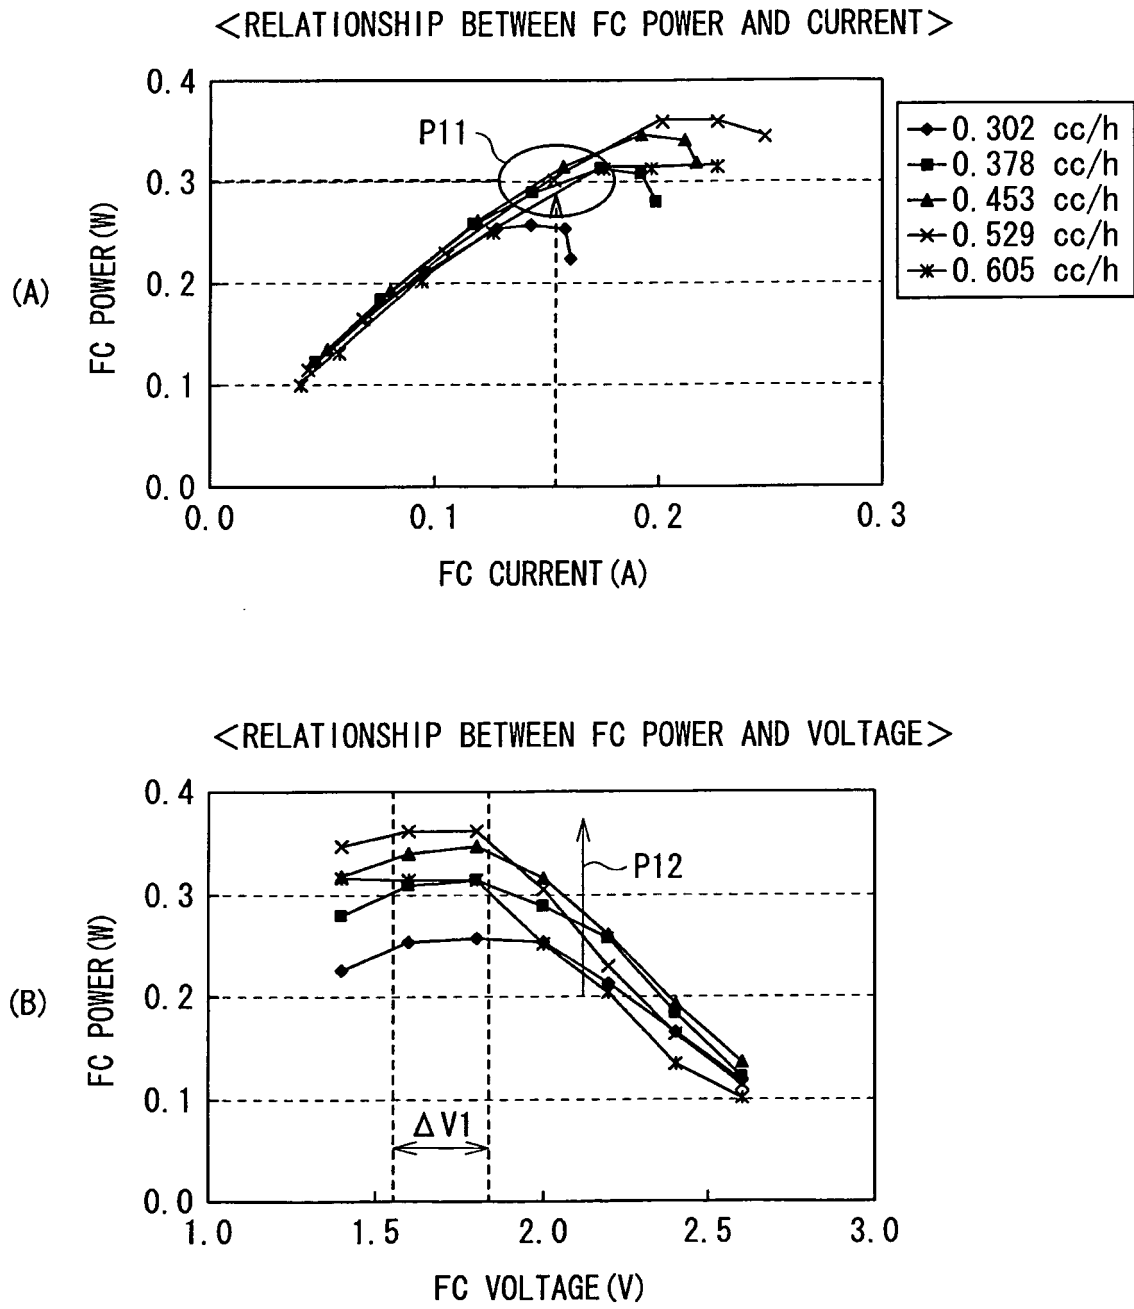 <RELATIONSHIP BETWEEN FC POWER AND CURRENT>
(A)
FC POWER(W)
0.4
0.3
0.2
0.1
0.0
P11
0.302 cc/h
0.378 cc/h
0.453 cc/h
0.529 cc/h
0.605 cc/h
0.0 0.1 0.2 0.3
FC CURRENT(A)
<RELATIONSHIP BETWEEN FC POWER AND VOLTAGE>
(B)
FC POWER(W)
0.4
0.3
0.2
0.1
0.0
P12
ΔV1
1.0 1.5 2.0 2.5 3.0
FC VOLTAGE(V)